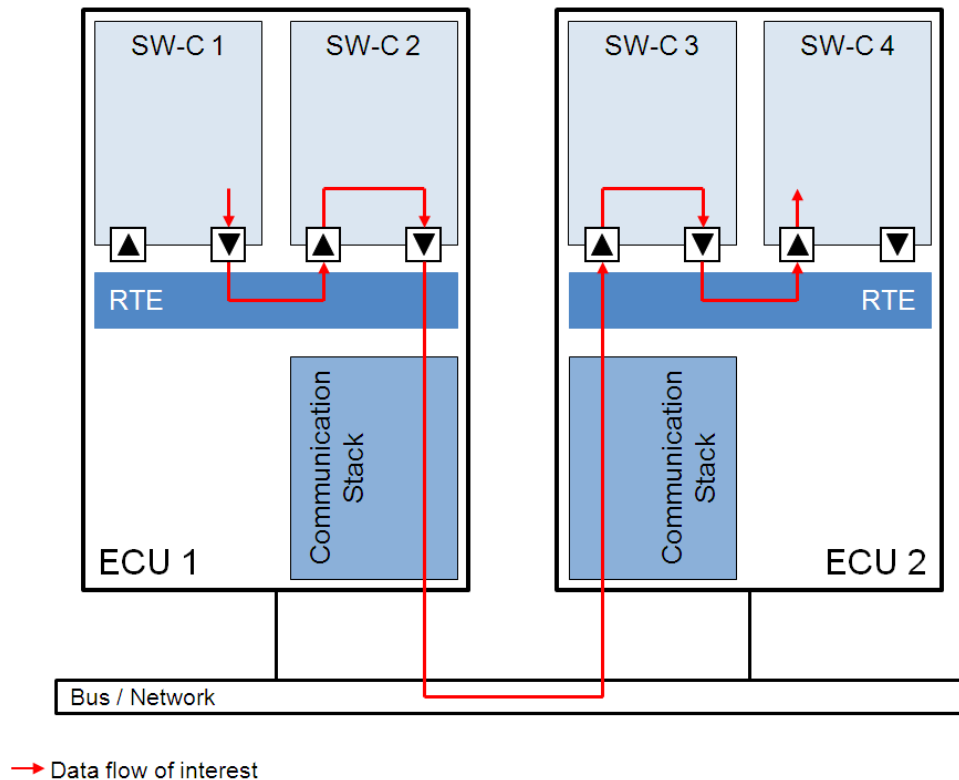 SW-C 1
SW-C 2
SW-C 3
SW-C 4
RTE
RTE
Communication
Stack
Communication
Stack
ECU 1
ECU 2
Bus / Network
Data flow of interest